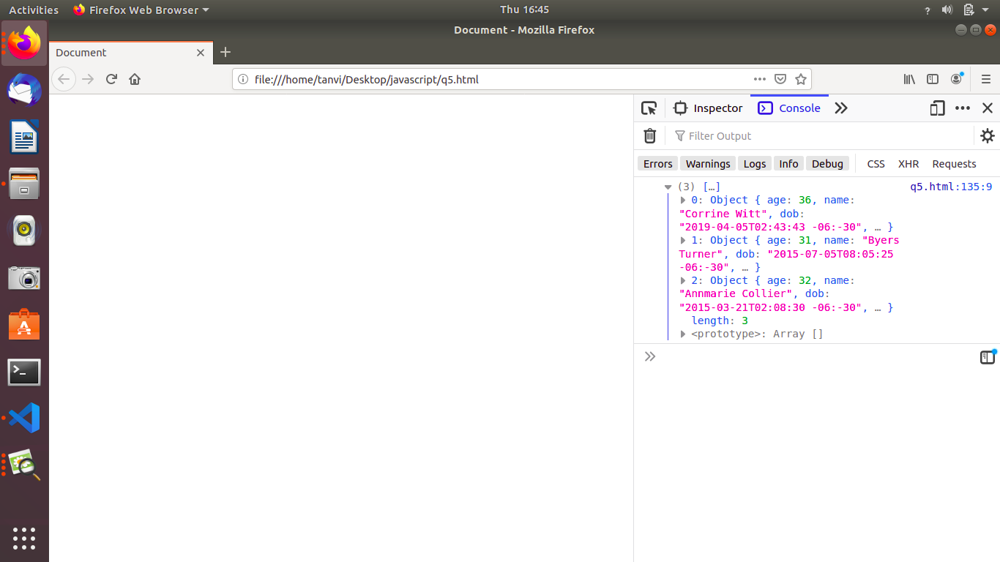 Activities
Firefox Web Browser
Thu 16:45
?
Document - Mozilla Firefox
Document
file:///home/tanvi/Desktop/javascript/q5.html
Inspector
Console
Filter Output
Errors
Warnings
Logs
Info
Debug
CSS
XHR
Requests
(3) […]
q5.html:135:9
0: Object { age: 36, name:
"Corrine Witt", dob:
"2019-04-05T02:43:43 -06:-30", … }
1: Object { age: 31, name: "Byers
Turner", dob: "2015-07-05T08:05:25
-06:-30", … }
2: Object { age: 32, name:
"Annmarie Collier", dob:
"2015-03-21T02:08:30 -06:-30", … }
length: 3
<prototype>: Array []